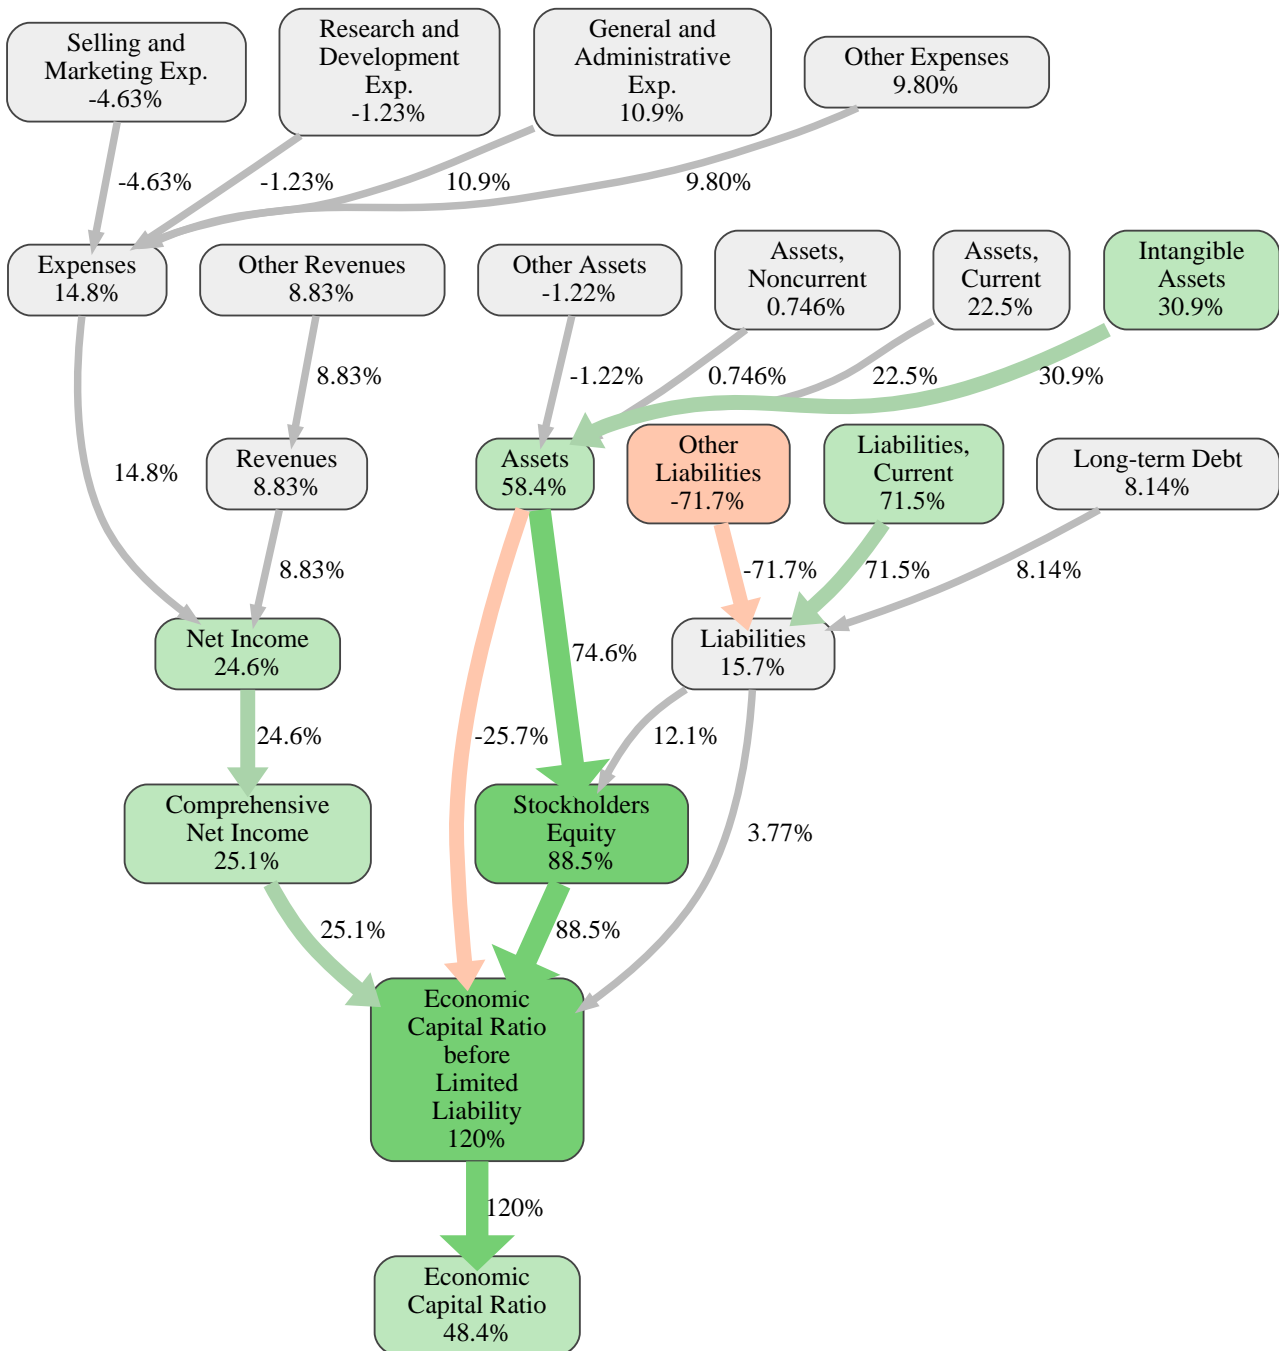 Selling and
Marketing Exp.
-4.63%
Research and
Development
Exp.
-1.23%
General and
Administrative
Exp.
10.9%
Other Expenses
9.80%
-4.63%
-1.23%
10.9%
9.80%
Expenses
14.8%
Other Revenues
8.83%
Other Assets
-1.22%
Assets,
Noncurrent
0.746%
Assets,
Current
22.5%
Intangible
Assets
30.9%
8.83%
-1.22%
0.746%
22.5%
30.9%
14.8%
Revenues
8.83%
Assets
58.4%
Other
Liabilities
-71.7%
Liabilities,
Current
71.5%
Long-term Debt
8.14%
8.83%
-71.7%
71.5%
8.14%
Net Income
24.6%
74.6%
Liabilities
15.7%
24.6%
-25.7%
12.1%
Comprehensive
Net Income
25.1%
Stockholders
Equity
88.5%
3.77%
25.1%
88.5%
Economic
Capital Ratio
before
Limited
Liability
120%
120%
Economic
Capital Ratio
48.4%